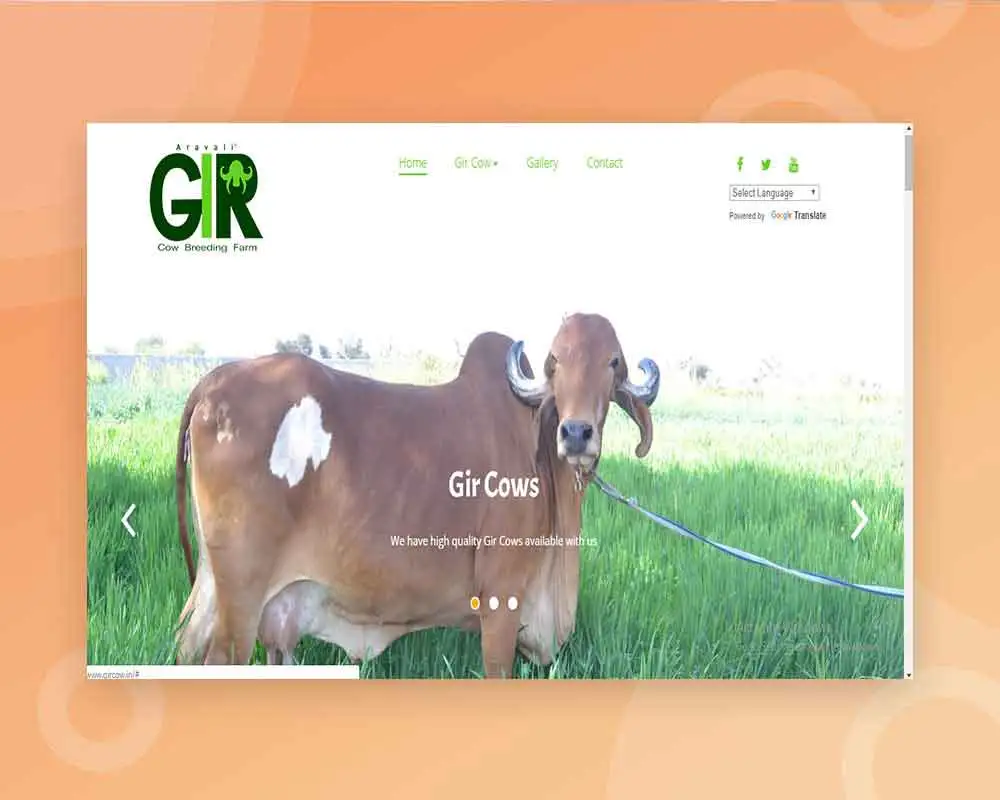 Aravali
GIR
Cow Breeding Farm
Home
Gir Cow
Gallery
Contact
Select Language
Powered by Google Translate
Gir Cows
We have high quality Gir Cows available with us
www.gircow.in/#